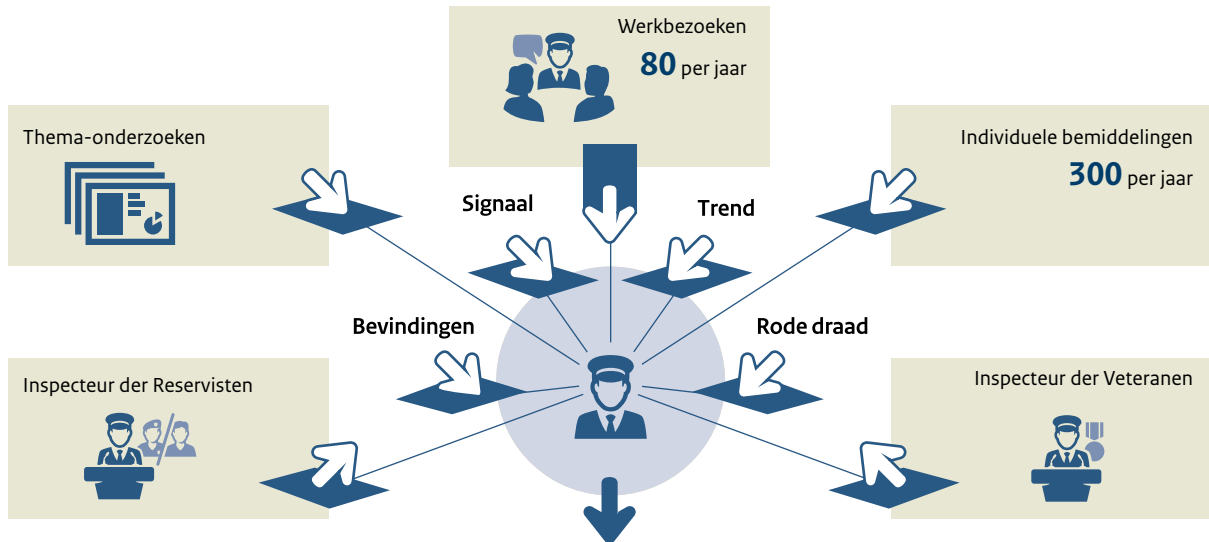 Werkbezoeken
80 per jaar
Thema-onderzoeken
Individuele bemiddelingen
300 per jaar
Signaal
Trend
Bevindingen
Rode draad
Inspecteur der Reservisten
Inspecteur der Veteranen